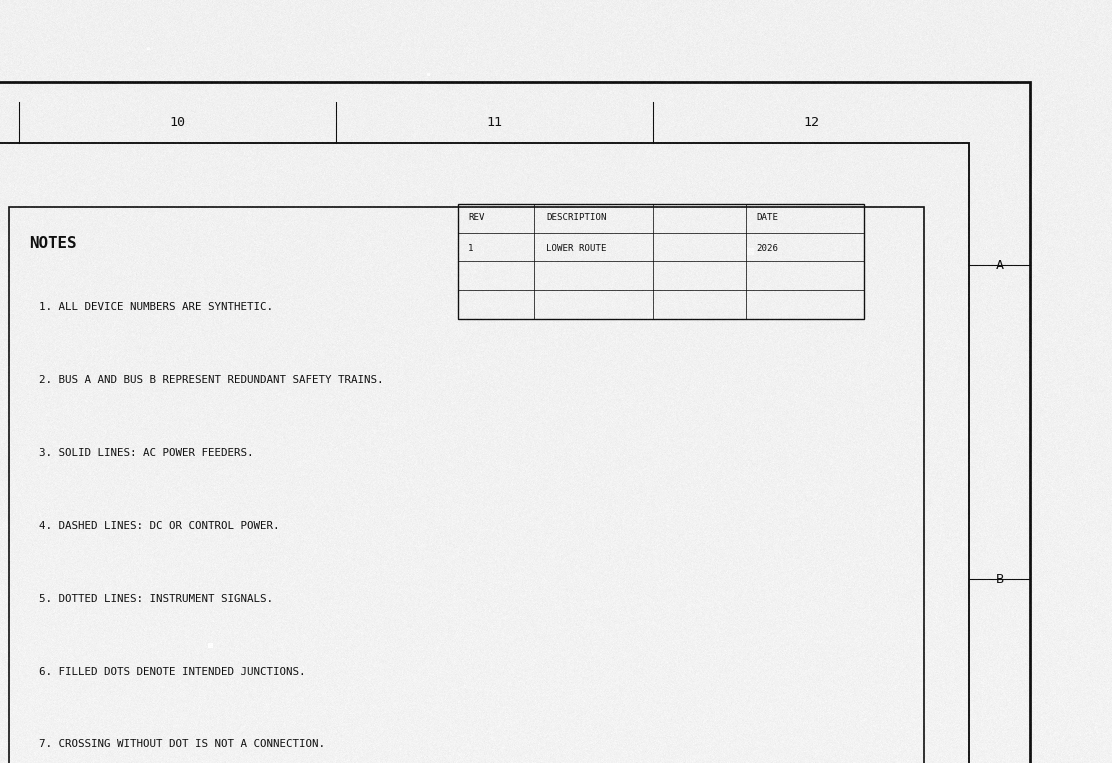 10 11 12
REV DESCRIPTION DATE
NOTES
1 LOWER ROUTE 2026
A
1. ALL DEVICE NUMBERS ARE SYNTHETIC.
2. BUS A AND BUS B REPRESENT REDUNDANT SAFETY TRAINS.
3. SOLID LINES: AC POWER FEEDERS.
4. DASHED LINES: DC OR CONTROL POWER.
B
5. DOTTED LINES: INSTRUMENT SIGNALS.
6. FILLED DOTS DENOTE INTENDED JUNCTIONS.
7. CROSSING WITHOUT DOT IS NOT A CONNECTION.